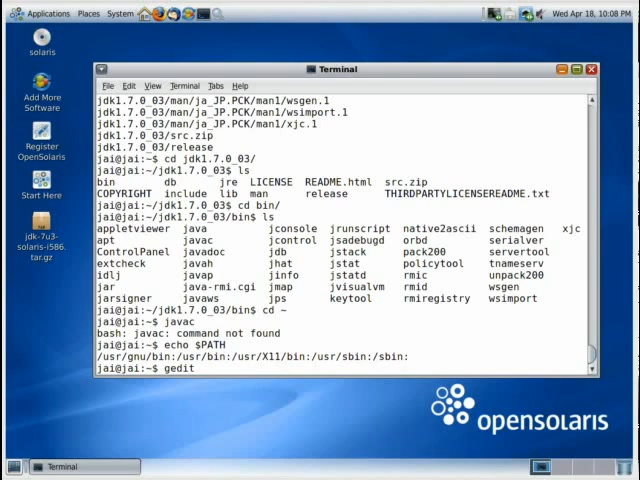 Applications Places System
Wed Apr 18, 10:08 PM
solaris
Add More
Software
Register
OpenSolaris
Start Here
jdk-7u3-
solaris-i586.
tar.gz
Terminal
File Edit View Terminal Tabs Help
jdk1.7.0_03/man/ja_JP.PCK/man1/wsgen.1
jdk1.7.0_03/man/ja_JP.PCK/man1/wsimport.1
jdk1.7.0_03/man/ja_JP.PCK/man1/xjc.1
jdk1.7.0_03/src.zip
jdk1.7.0_03/release
jai@jai:~$ cd jdk1.7.0_03/
jai@jai:~/jdk1.7.0_03$ ls
bin db jre LICENSE README.html src.zip
COPYRIGHT include lib man release THIRDPARTYLICENSEREADME.txt
jai@jai:~/jdk1.7.0_03$ cd bin/
jai@jai:~/jdk1.7.0_03/bin$ ls
appletviewer java jconsole jrunscript native2ascii schemagen xjc
apt javac jcontrol jsadebugd orbd serialver
ControlPanel javadoc jdb jstack pack200 servertool
extcheck javah jhat jstat policytool tnameserv
idlj javap jinfo jstatd rmic unpack200
jar java-rmi.cgi jmap jvisualvm rmid wsgen
jarsigner javaws jps keytool rmiregistry wsimport
jai@jai:~/jdk1.7.0_03/bin$ cd ~
jai@jai:~$ javac
bash: javac: command not found
jai@jai:~$ echo $PATH
/usr/gnu/bin:/usr/bin:/usr/X11/bin:/usr/sbin:/sbin:
jai@jai:~$ gedit
opensolaris
Terminal